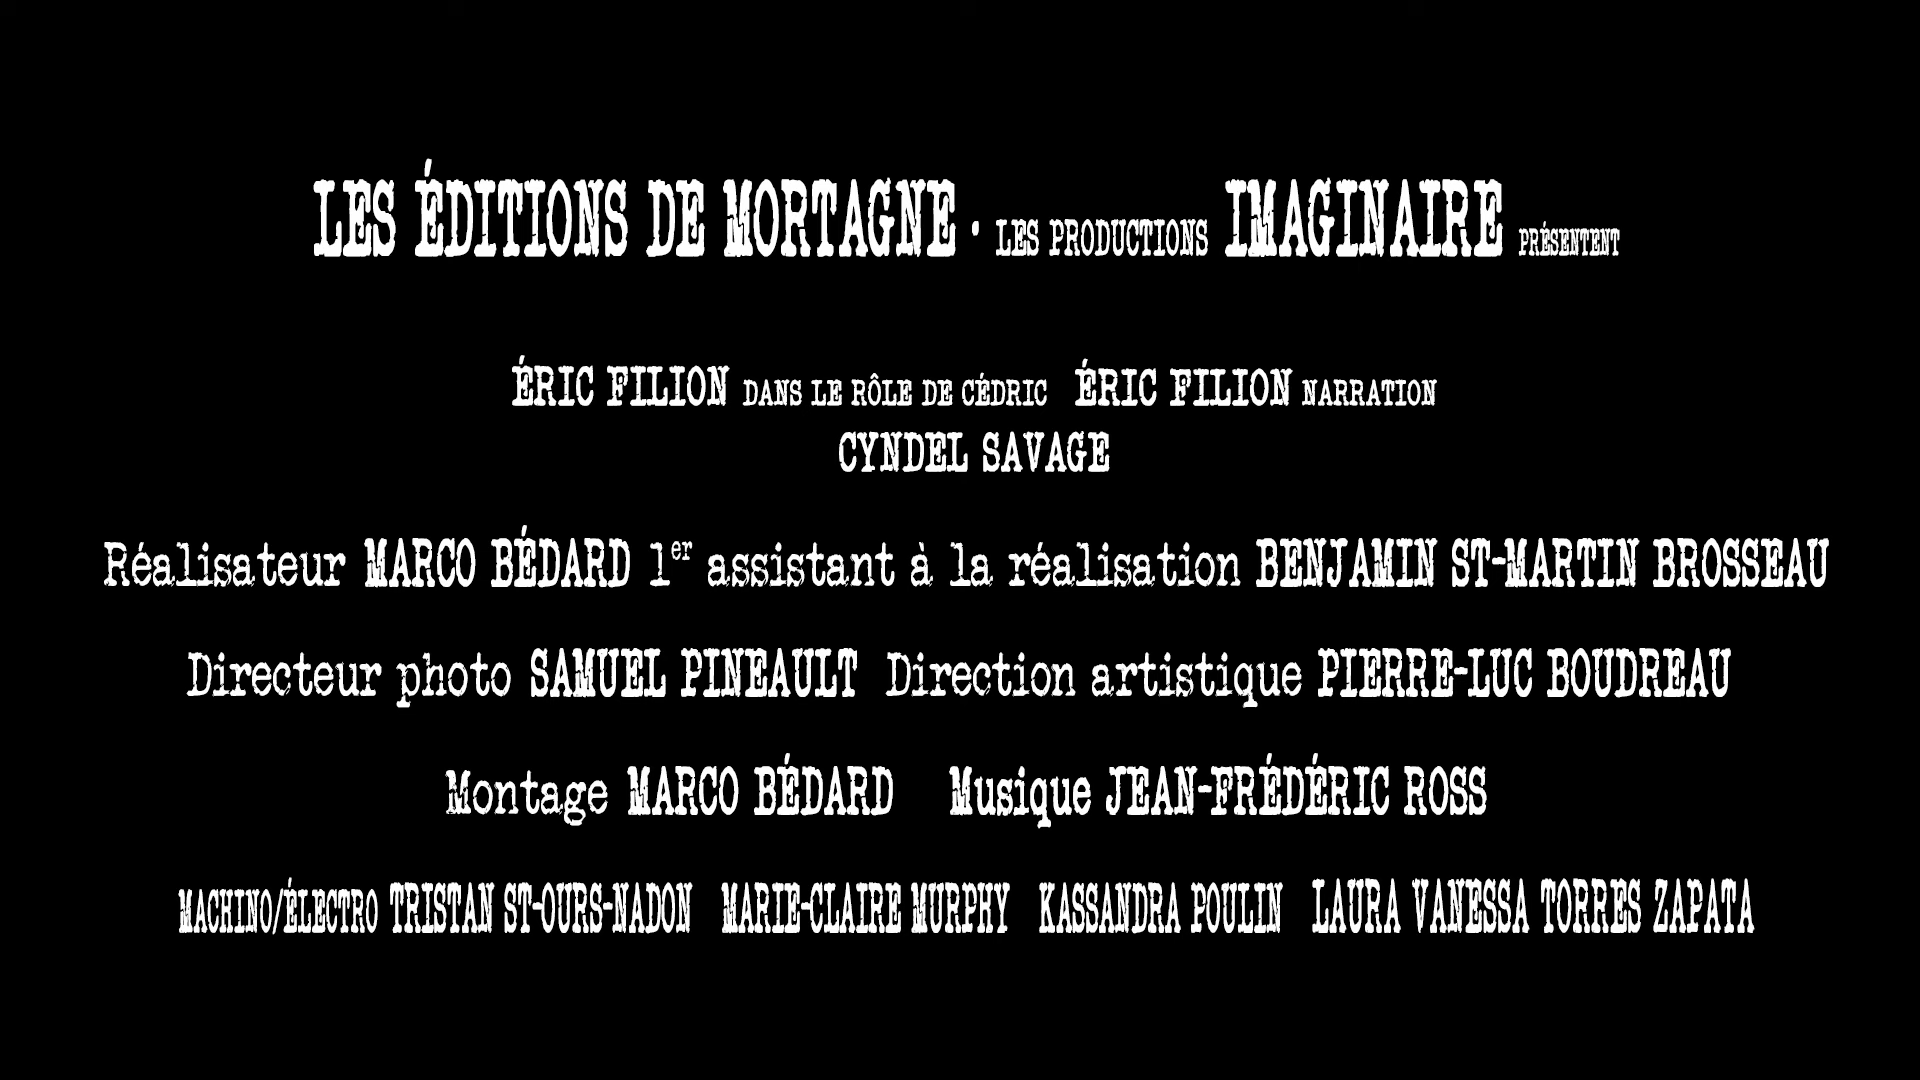 LES ÉDITIONS DE MORTAGNE · LES PRODUCTIONS IMAGINAIRE PRÉSENTENT
ÉRIC FILION DANS LE RÔLE DE CÉDRIC ÉRIC FILION NARRATION
CYNDEL SAVAGE
Réalisateur MARCO BÉDARD 1er assistant à la réalisation BENJAMIN ST-MARTIN BROSSEAU
Directeur photo SAMUEL PINEAULT Direction artistique PIERRE-LUC BOUDREAU
Montage MARCO BÉDARD Musique JEAN-FRÉDÉRIC ROSS
MACHINO/ÉLECTRO TRISTAN ST-OURS-NADON MARIE-CLAIRE MURPHY KASSANDRA POULIN LAURA VANESSA TORRES ZAPATA